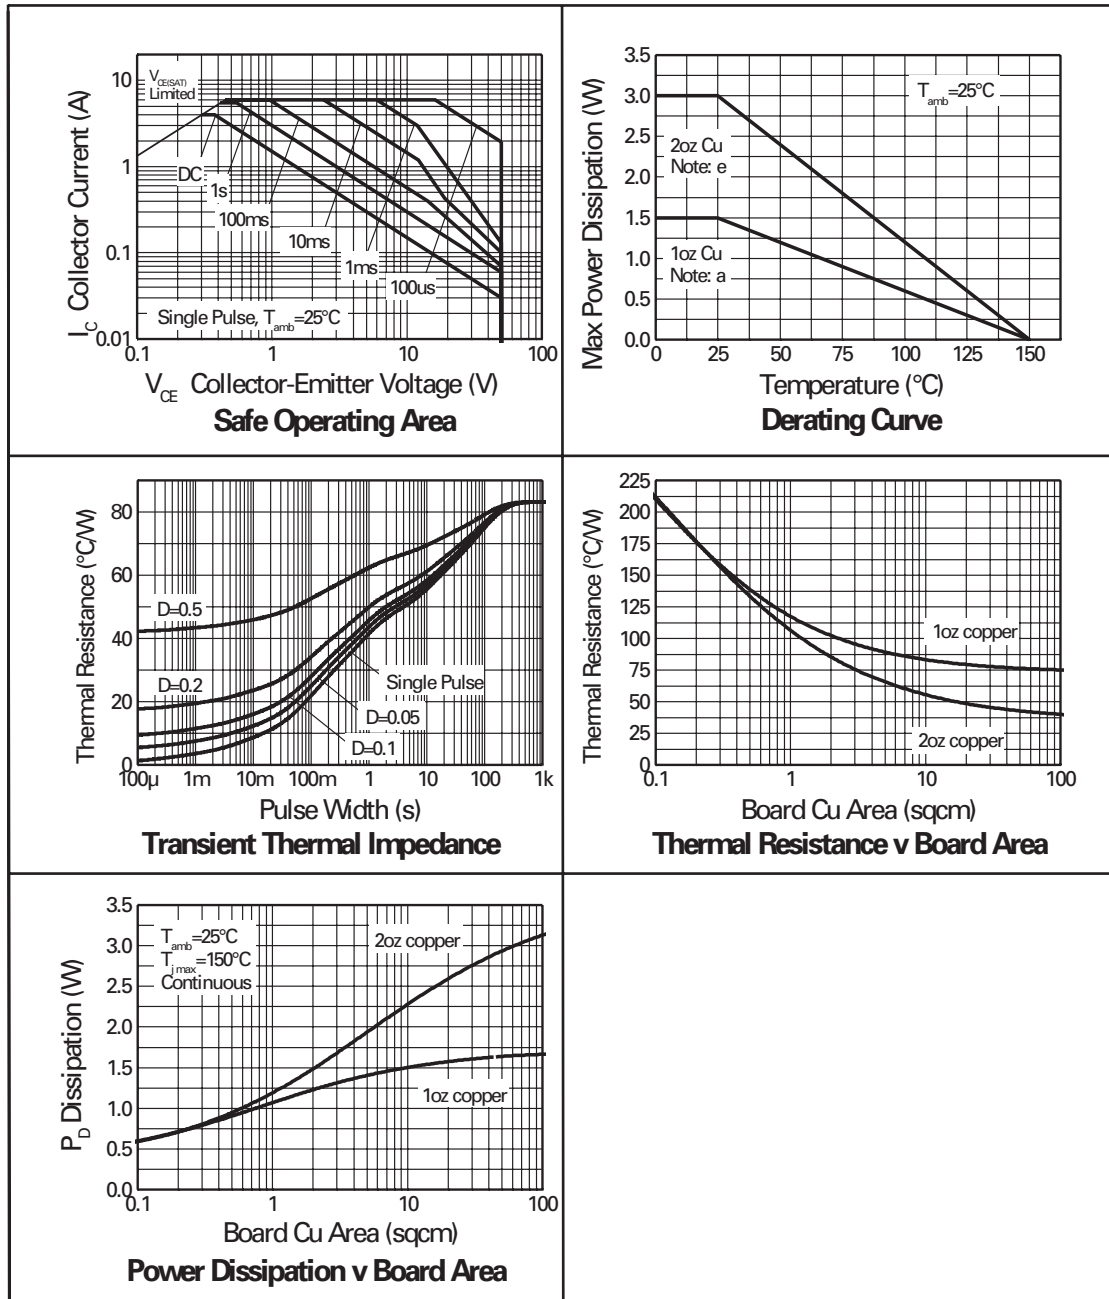 10
1
0.1
0.01
I_C Collector Current (A)
V_CE(SAT)
Limited
DC
1s
100ms
10ms
1ms
100us
Single Pulse, T_amb=25°C
0.1 1 10 100
V_CE Collector-Emitter Voltage (V)
Safe Operating Area
3.5
3.0
2.5
2.0
1.5
1.0
0.5
0.0
Max Power Dissipation (W)
T_amb=25°C
2oz Cu
Note: e
1oz Cu
Note: a
0 25 50 75 100 125 150
Temperature (°C)
Derating Curve
80
60
40
20
0
Thermal Resistance (°C/W)
D=0.5
D=0.2
Single Pulse
D=0.05
D=0.1
100µ 1m 10m 100m 1 10 100 1k
Pulse Width (s)
Transient Thermal Impedance
225
200
175
150
125
100
75
50
25
0
Thermal Resistance (°C/W)
1oz copper
2oz copper
0.1 1 10 100
Board Cu Area (sqcm)
Thermal Resistance v Board Area
3.5
3.0
2.5
2.0
1.5
1.0
0.5
0.0
P_D Dissipation (W)
T_amb=25°C
T_j max=150°C
Continuous
2oz copper
1oz copper
0.1 1 10 100
Board Cu Area (sqcm)
Power Dissipation v Board Area